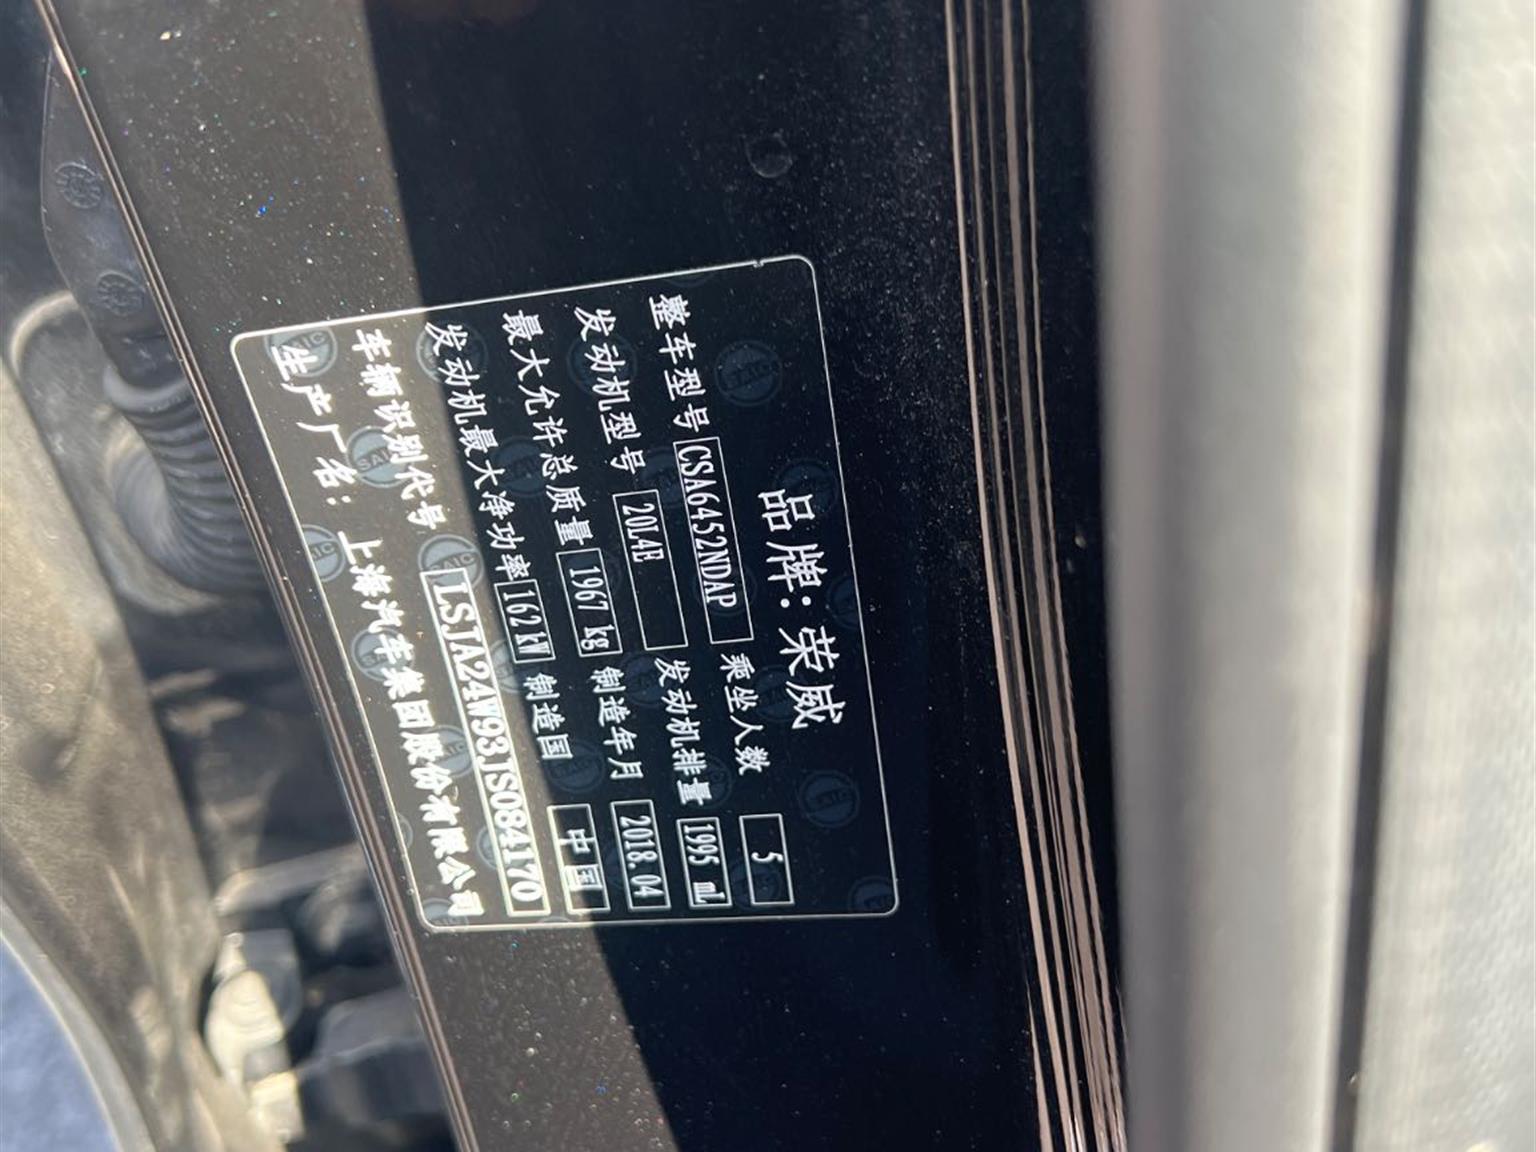 品牌: 荣威
整车型号 CSA6452NDAP 乘坐人数 5
发动机型号 20L4E 发动机排量 1995 mL
最大允许总质量 1967 kg 制造年月 2018.04
发动机最大净功率 162 kW 制造国 中国
车辆识别代号 LSJA24W93JS084170
生产厂名: 上海汽车集团股份有限公司